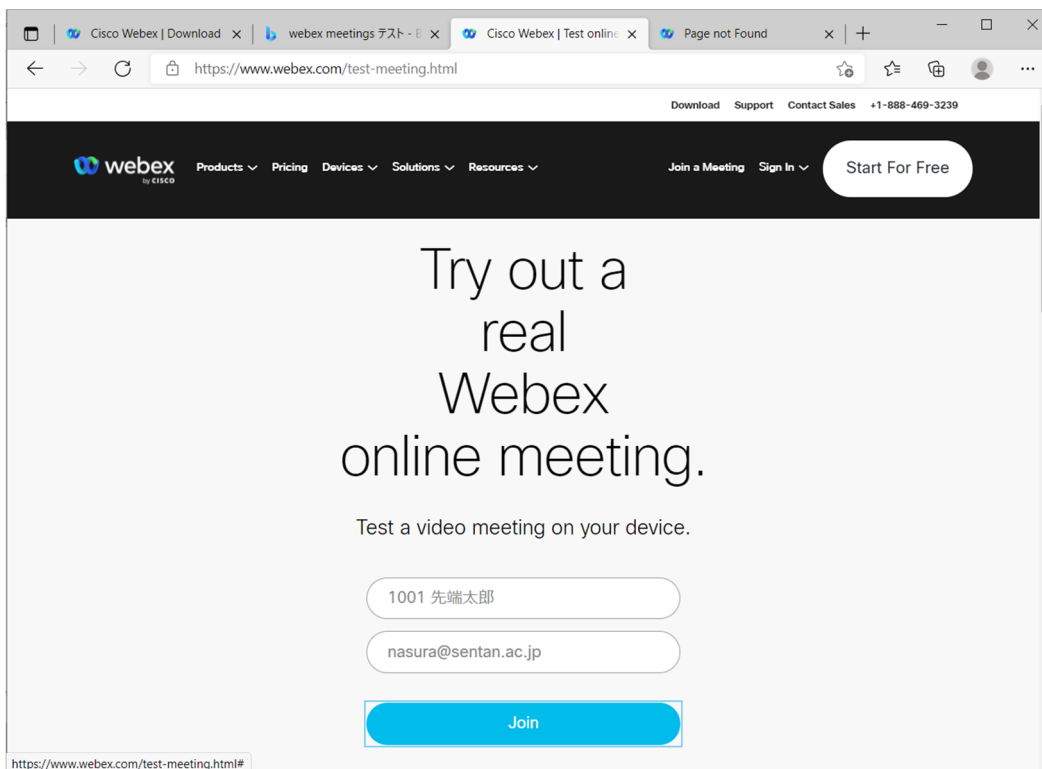 Cisco Webex | Download
webex meetings テスト -
Cisco Webex | Test online
Page not Found
https://www.webex.com/test-meeting.html
Download Support Contact Sales +1-888-469-3239
webex
by CISCO
Products Pricing Devices Solutions Resources
Join a Meeting Sign In Start For Free
Try out a
real
Webex
online meeting.
Test a video meeting on your device.
1001 先端太郎
nasura@sentan.ac.jp
Join
https://www.webex.com/test-meeting.html#